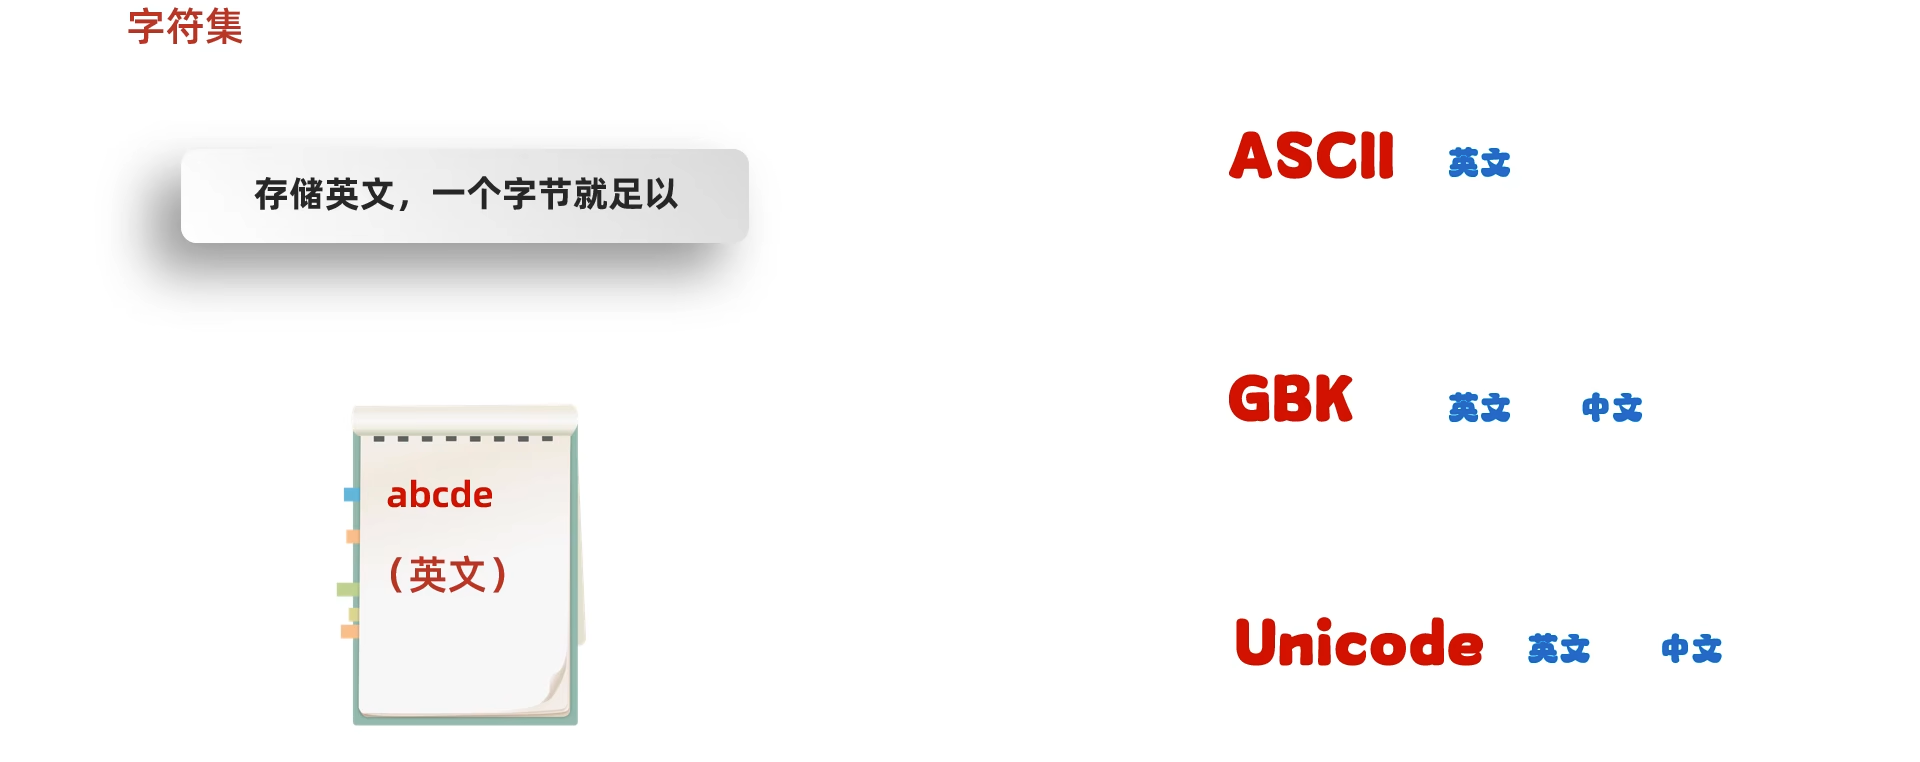 字符集
存储英文，一个字节就足以
abcde
（英文）
ASCII 英文
GBK 英文 中文
Unicode 英文 中文